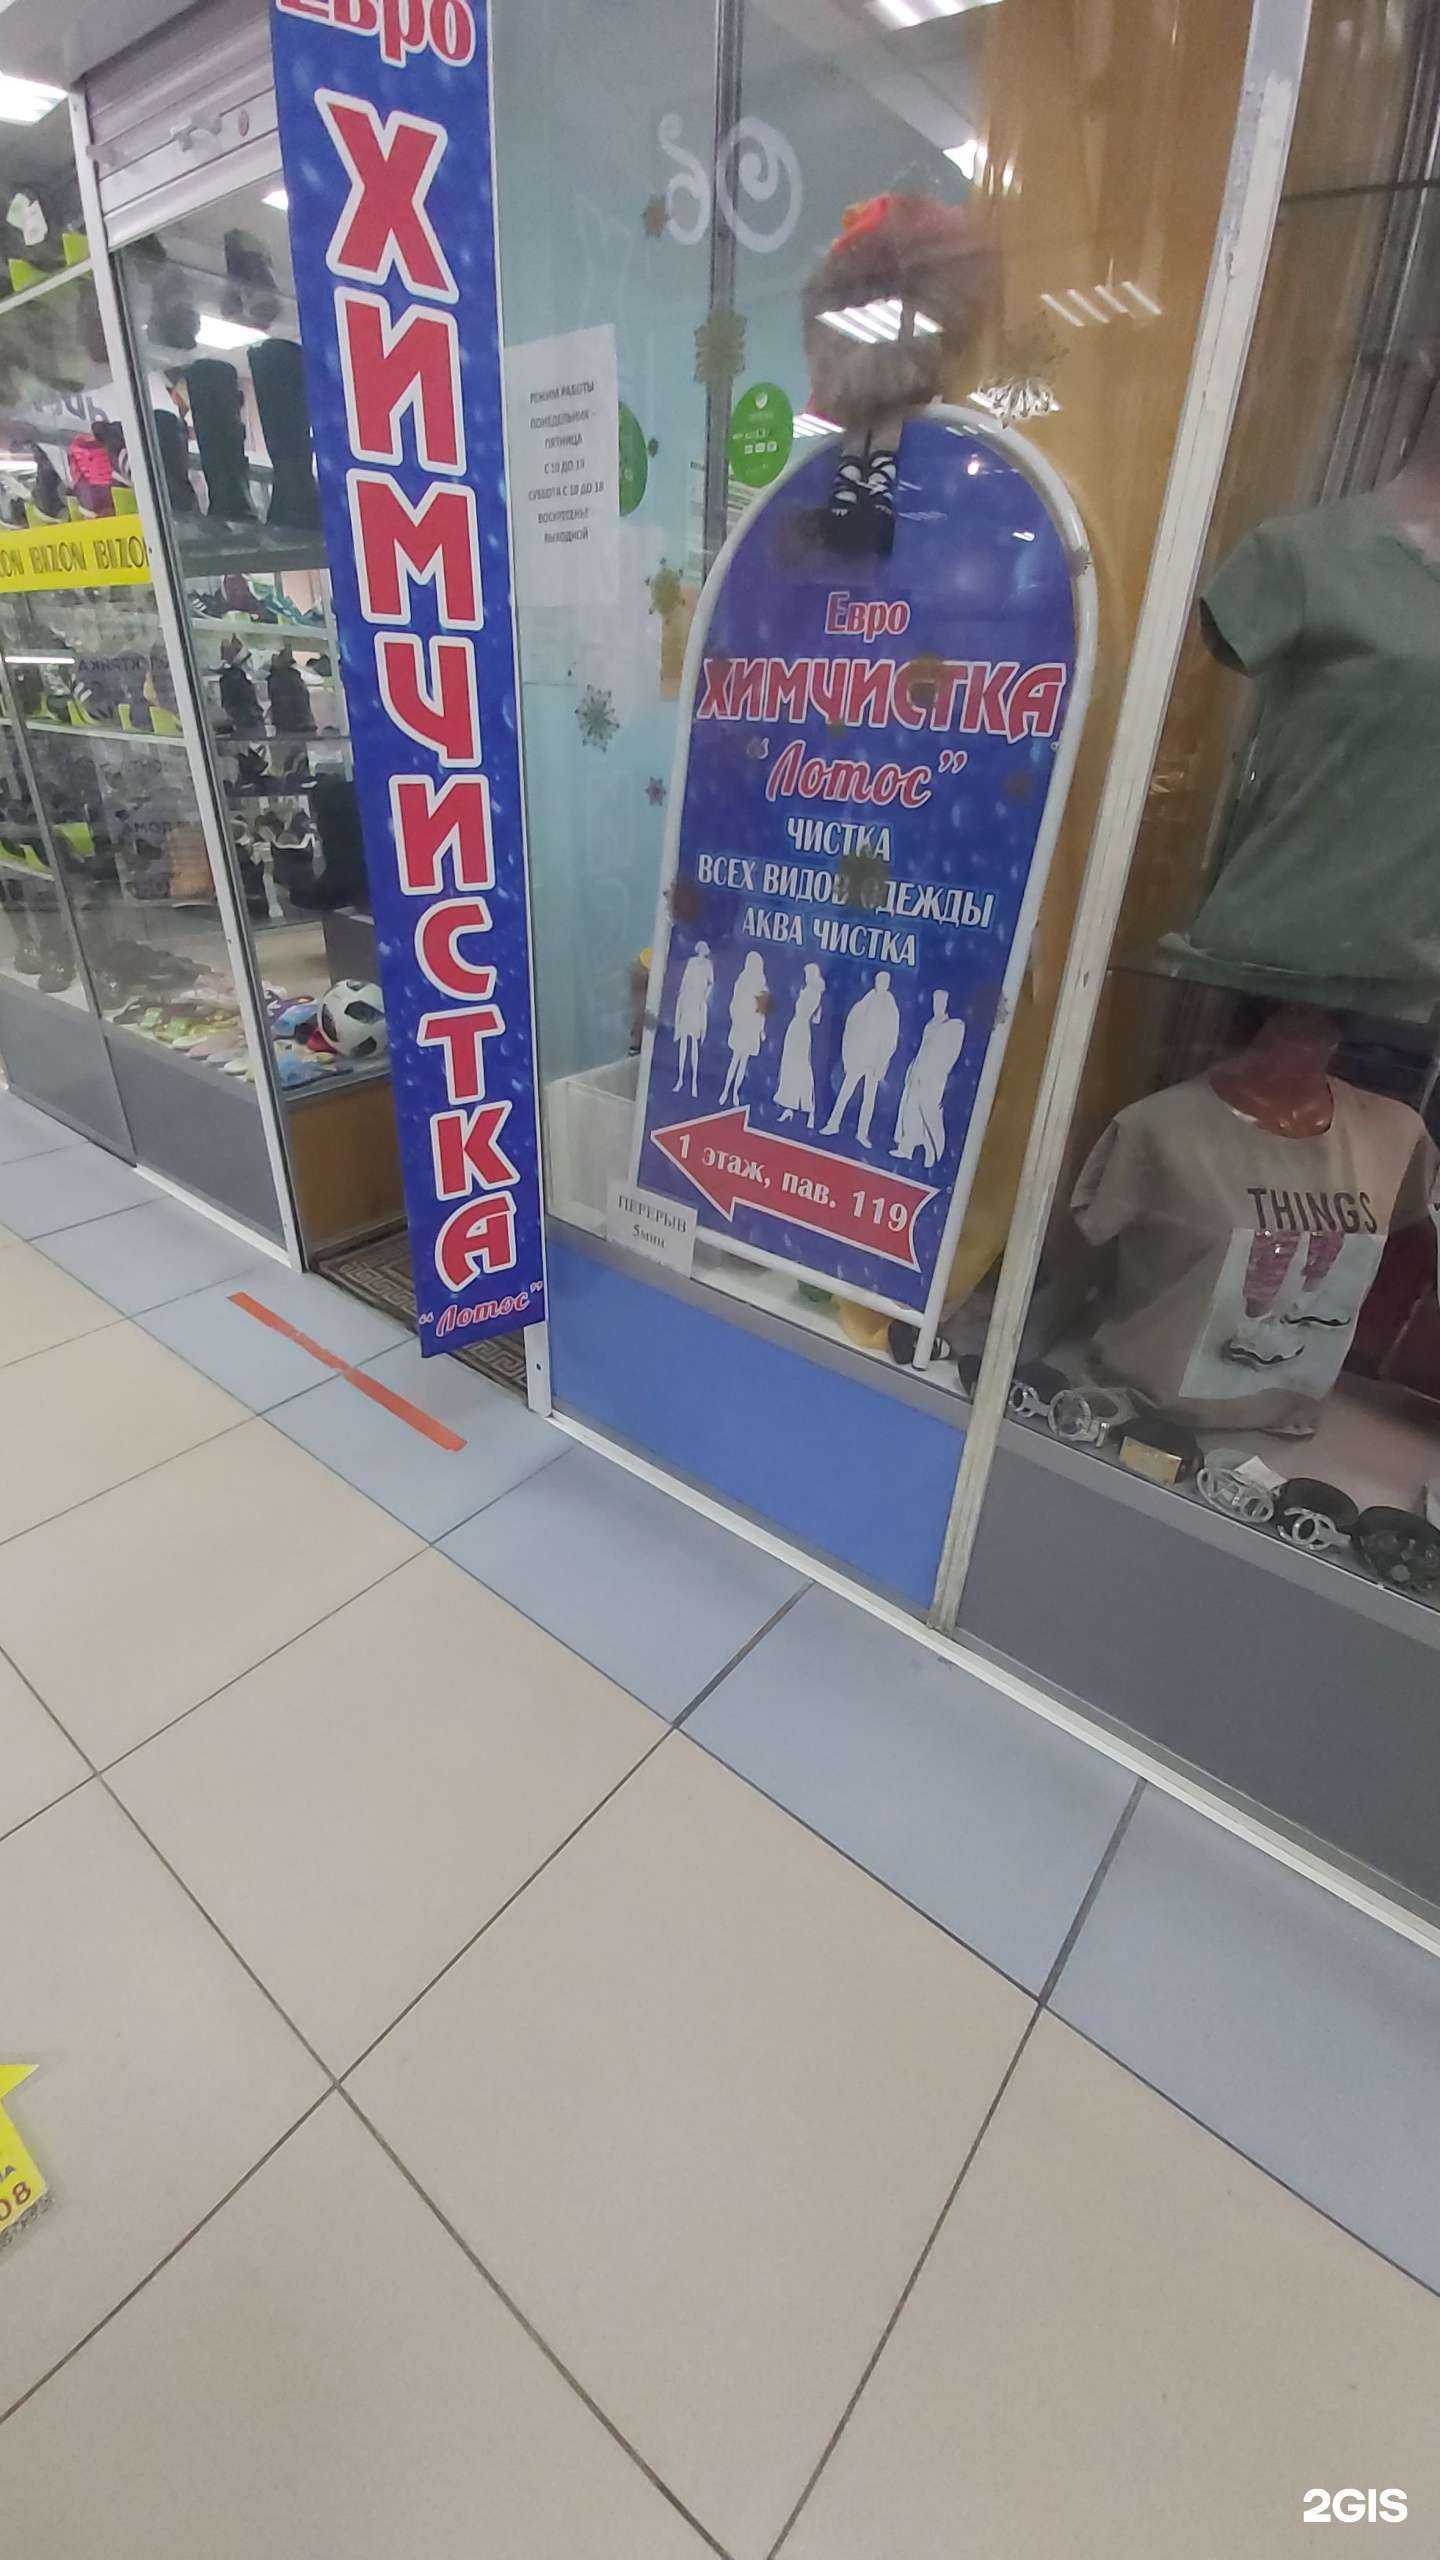 Евро
ХИМЧИСТКА
"Лотос"
РЕЖИМ РАБОТЫ
ПОНЕДЕЛЬНИК -
ПЯТНИЦА
С 10 ДО 19
СУББОТА С 10 ДО 18
ВОСКРЕСЕНЬЕ
ВЫХОДНОЙ
Евро
ХИМЧИСТКА
"Лотос"
ЧИСТКА
ВСЕХ ВИДОВ ОДЕЖДЫ
АКВА ЧИСТКА
1 этаж, пав. 119
ПЕРЕРЫВ
5мин
BIZON BIZON
THINGS
08
2GIS